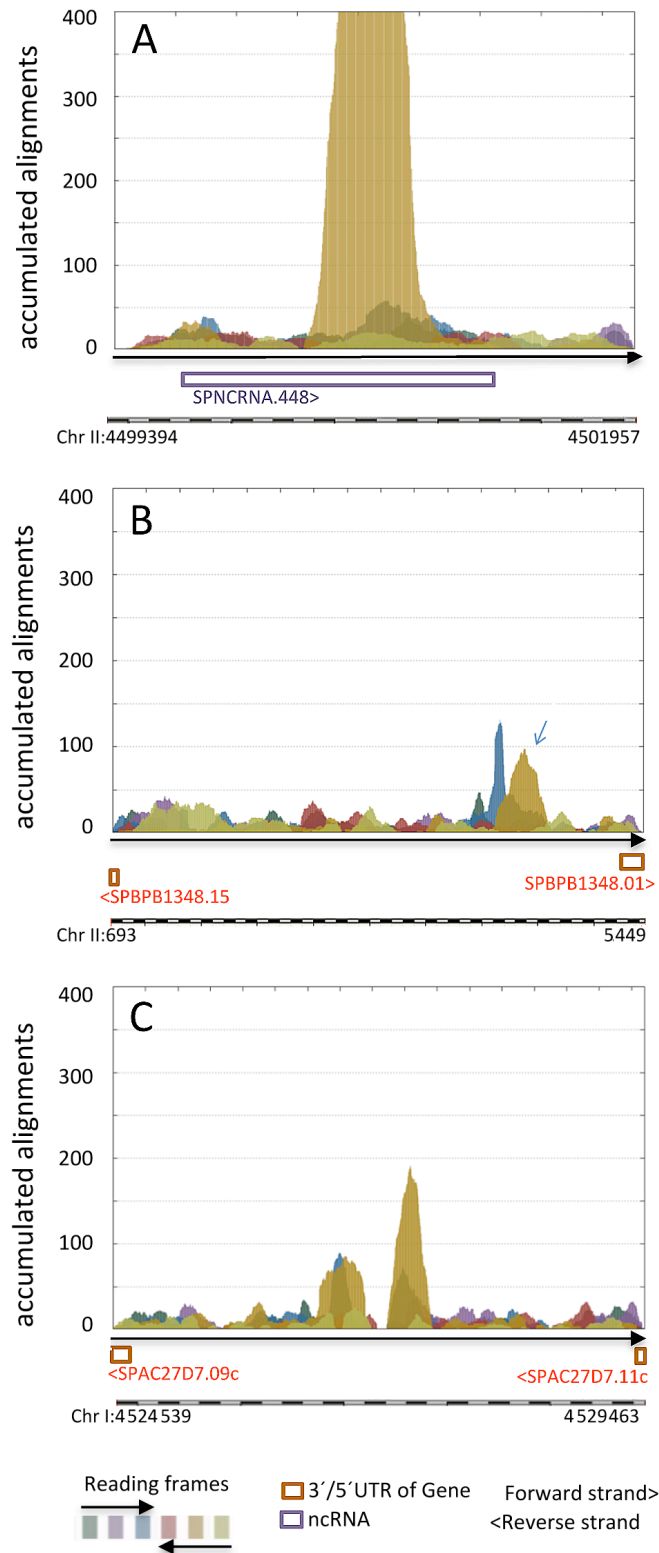 A
400
300
200
100
0
accumulated alignments
SPNCRNA.448>
Chr II:4499394 4501957
B
400
300
200
100
0
accumulated alignments
<SPBPB1348.15 SPBPB1348.01>
Chr II:693 5449
C
400
300
200
100
0
accumulated alignments
<SPAC27D7.09c <SPAC27D7.11c
Chr I:4524539 4529463
Reading frames
3´/5´UTR of Gene
ncRNA
Forward strand>
<Reverse strand